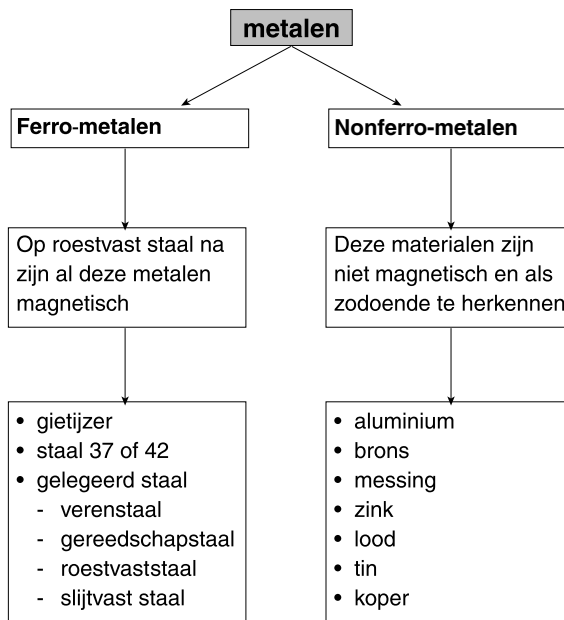 metalen
Ferro-metalen
Nonferro-metalen
Op roestvast staal na
zijn al deze metalen
magnetisch
Deze materialen zijn
niet magnetisch en als
zodoende te herkennen
• gietijzer
• staal 37 of 42
• gelegeerd staal
- verenstaal
- gereedschapstaal
- roestvaststaal
- slijtvast staal
• aluminium
• brons
• messing
• zink
• lood
• tin
• koper